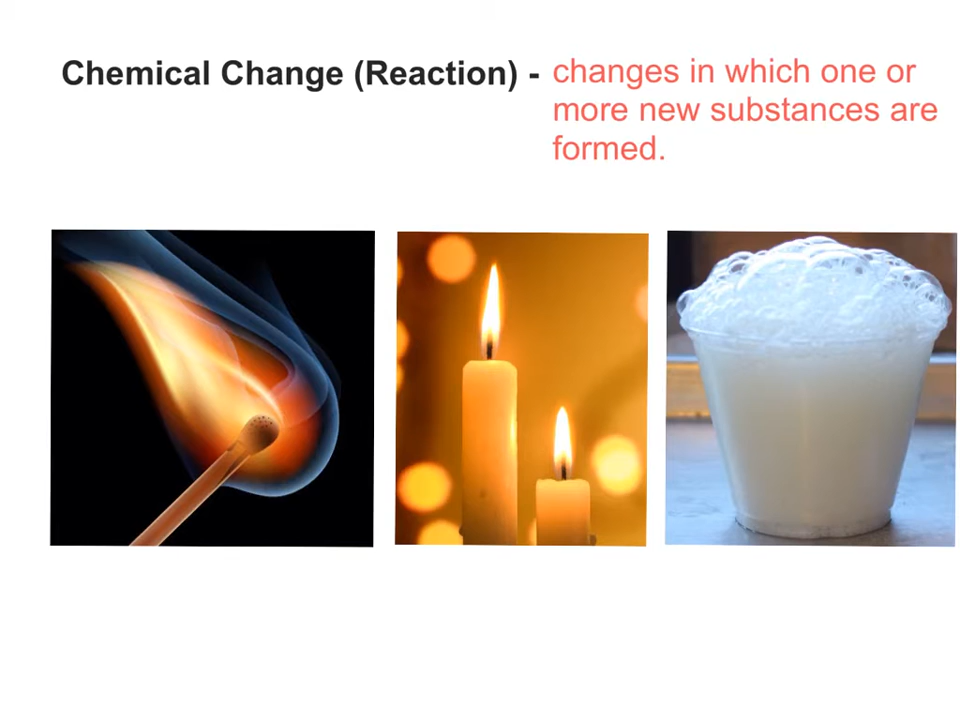 Chemical Change (Reaction) - changes in which one or
more new substances are
formed.